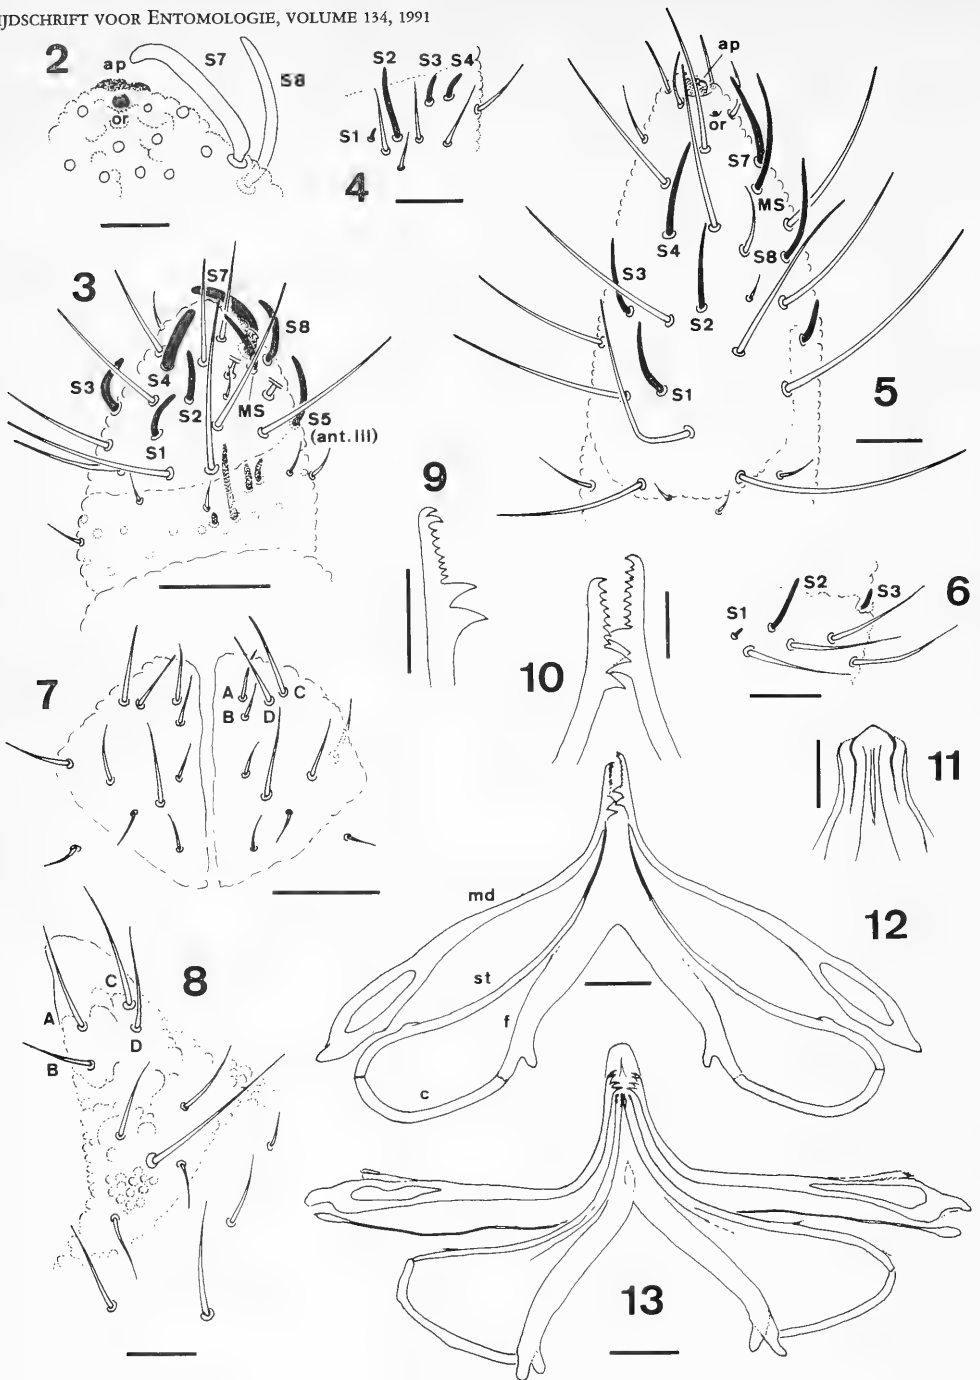 IJDSCHRIFT VOOR ENTOMOLOGIE, VOLUME 134, 1991
2
ap
or
S7
S8
S2
S3
S4
S1
4
ap
or
S7
MS
S4
S8
S3
S2
S1
5
3
S7
S8
S4
S3
S2
MS
S1
S5
(ant.III)
9
10
S2
S3
S1
6
7
A
C
B
D
11
md
12
st
f
c
8
C
A
D
B
13